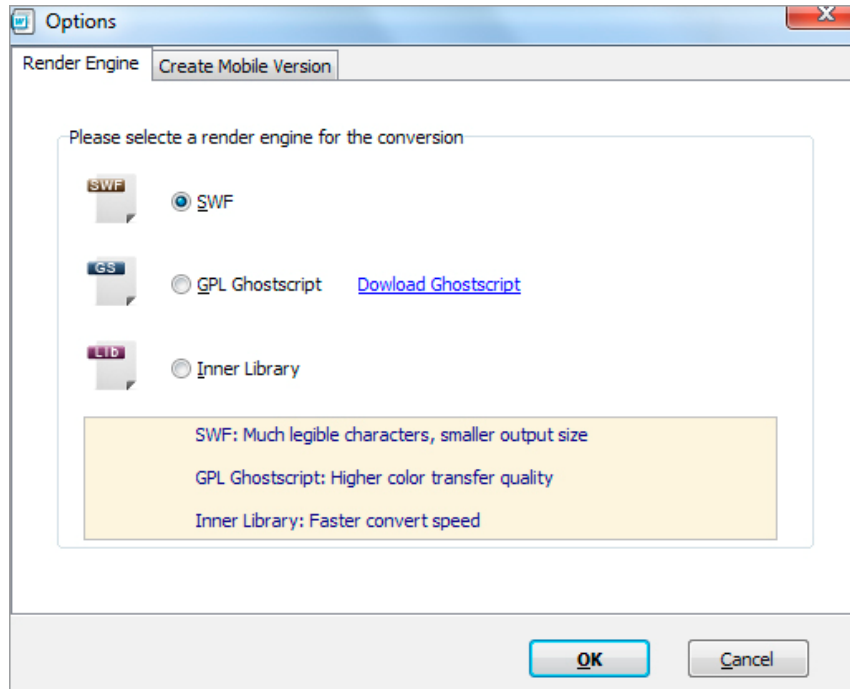 Options
Render Engine Create Mobile Version
Please selecte a render engine for the conversion
SWF
SWF
GS
GPL Ghostscript Dowload Ghostscript
Lib
Inner Library
SWF: Much legible characters, smaller output size
GPL Ghostscript: Higher color transfer quality
Inner Library: Faster convert speed
OK Cancel